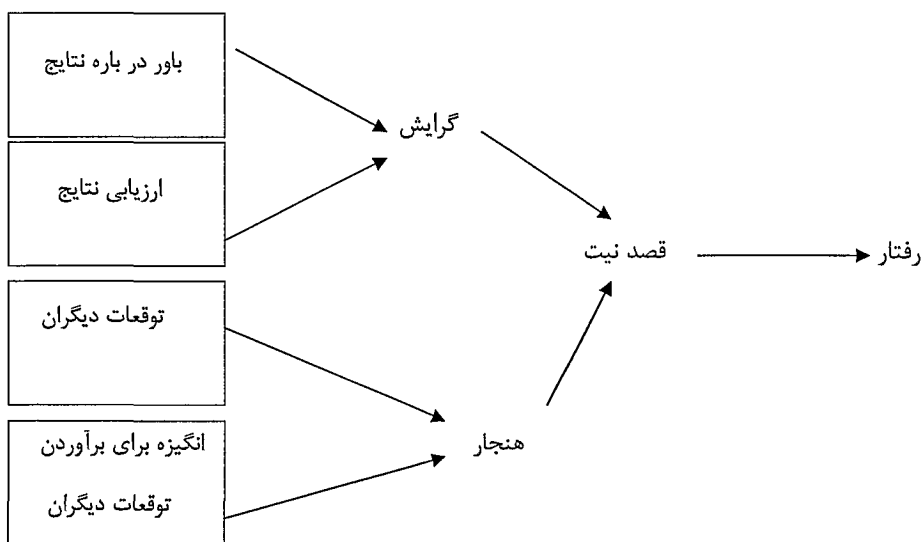 باور در باره نتایج
گرایش
ارزیابی نتایج
قصد نیت
رفتار
توقعات دیگران
هنجار
انگیزه برای برآوردن
توقعات دیگران